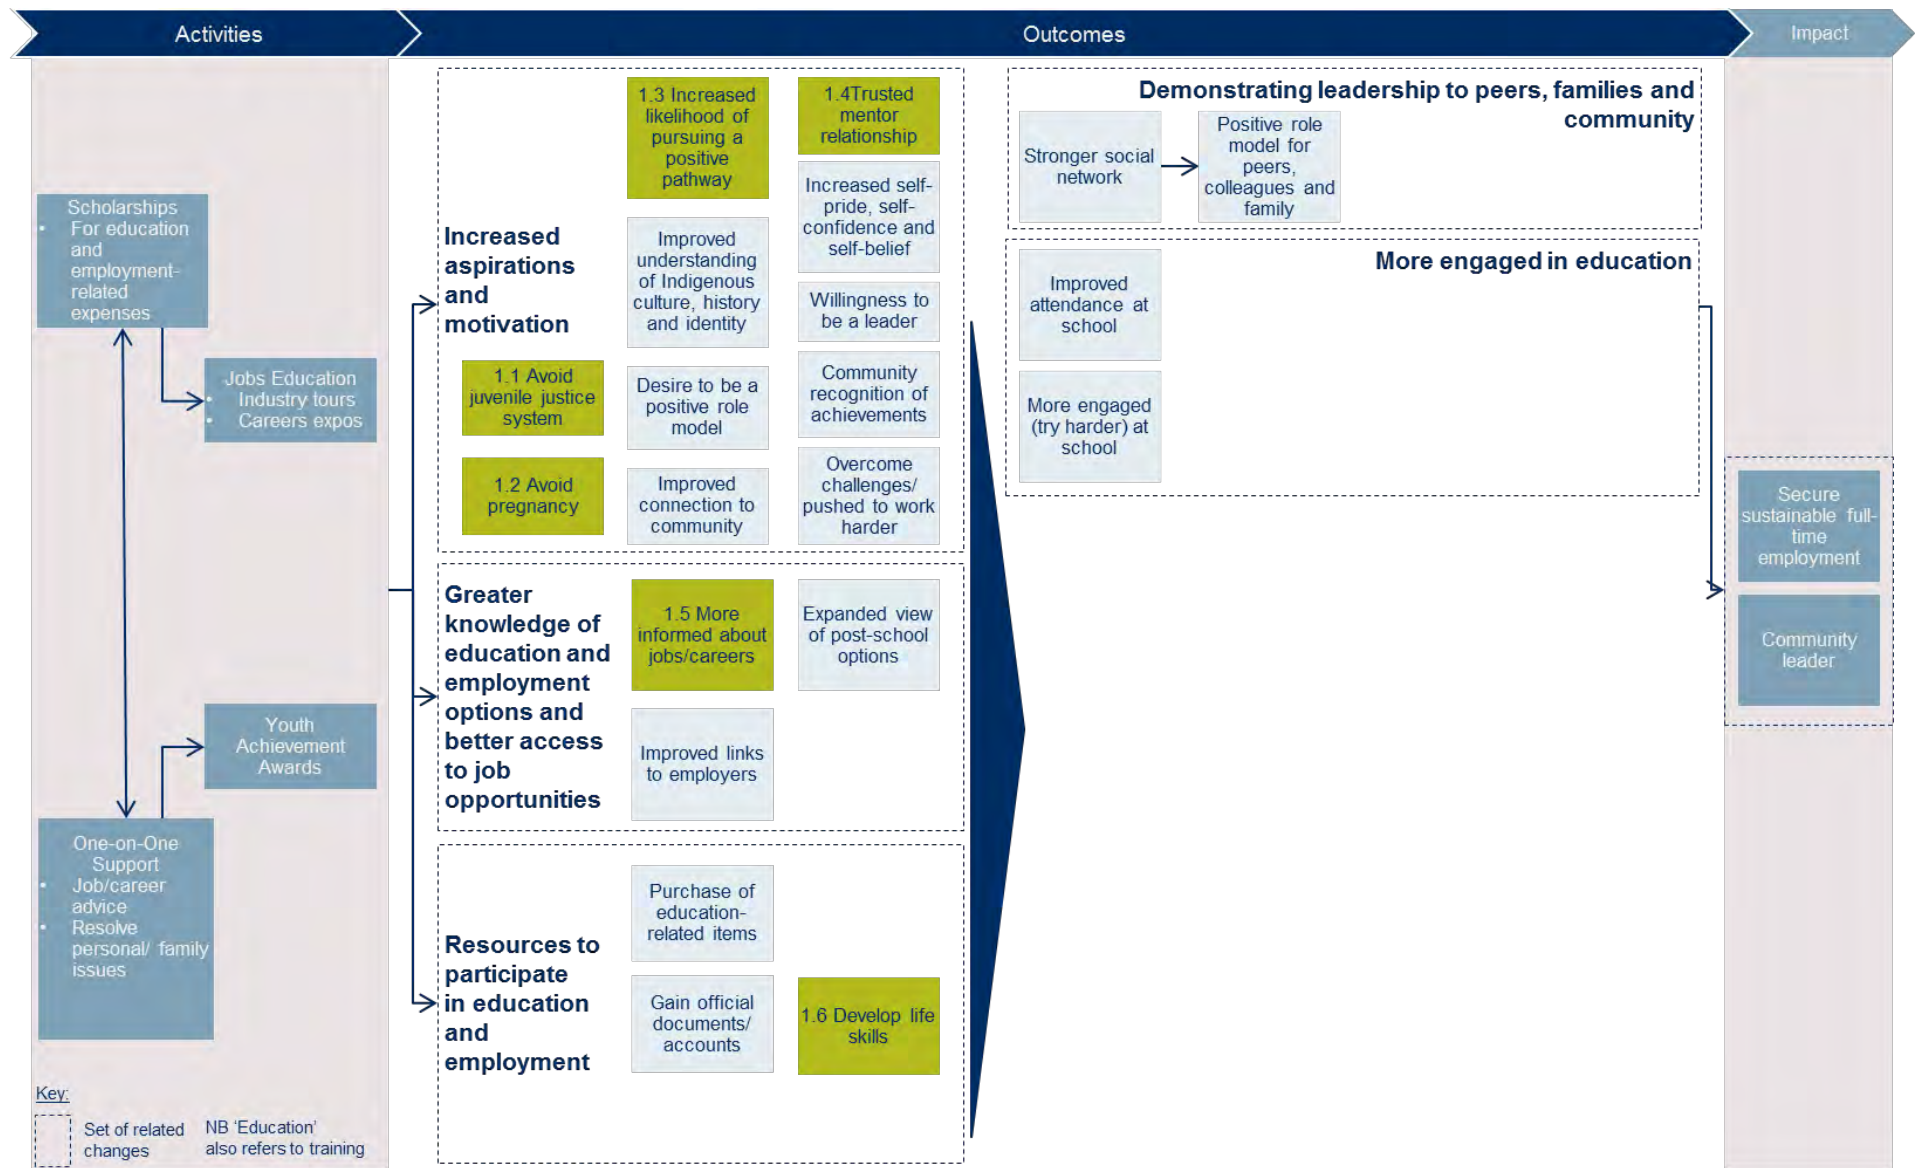 Activities
Outcomes
Impact
Scholarships
• For education
and
employment-
related
expenses
Jobs Education
• Industry tours
• Careers expos
Youth
Achievement
Awards
One-on-One
Support
• Job/career
advice
• Resolve
personal/ family
issues
Key:
Set of related
changes
NB ‘Education’
also refers to training
Increased
aspirations
and
motivation
1.1 Avoid
juvenile justice
system
1.2 Avoid
pregnancy
1.3 Increased
likelihood of
pursuing a
positive
pathway
Improved
understanding
of Indigenous
culture, history
and identity
Desire to be a
positive role
model
Improved
connection to
community
1.4Trusted
mentor
relationship
Increased self-
pride, self-
confidence and
self-belief
Willingness to
be a leader
Community
recognition of
achievements
Overcome
challenges/
pushed to work
harder
Greater
knowledge of
education and
employment
options and
better access
to job
opportunities
1.5 More
informed about
jobs/careers
Expanded view
of post-school
options
Improved links
to employers
Resources to
participate
in education
and
employment
Purchase of
education-
related items
Gain official
documents/
accounts
1.6 Develop life
skills
Demonstrating leadership to peers, families and
community
Stronger social
network
Positive role
model for
peers,
colleagues and
family
More engaged in education
Improved
attendance at
school
More engaged
(try harder) at
school
Secure
sustainable full-
time
employment
Community
leader